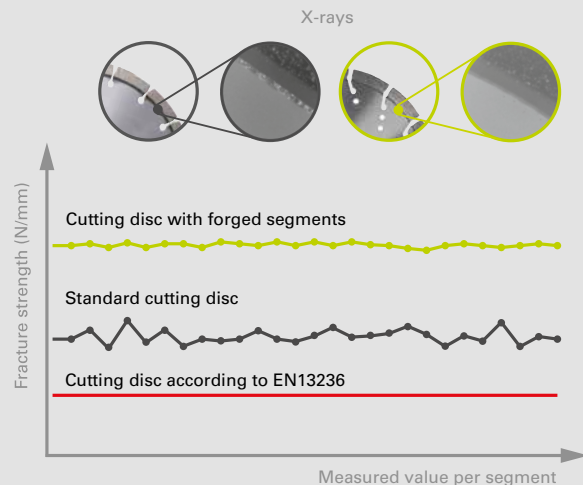 X-rays
Fracture strength (N/mm)
Cutting disc with forged segments
Standard cutting disc
Cutting disc according to EN13236
Measured value per segment